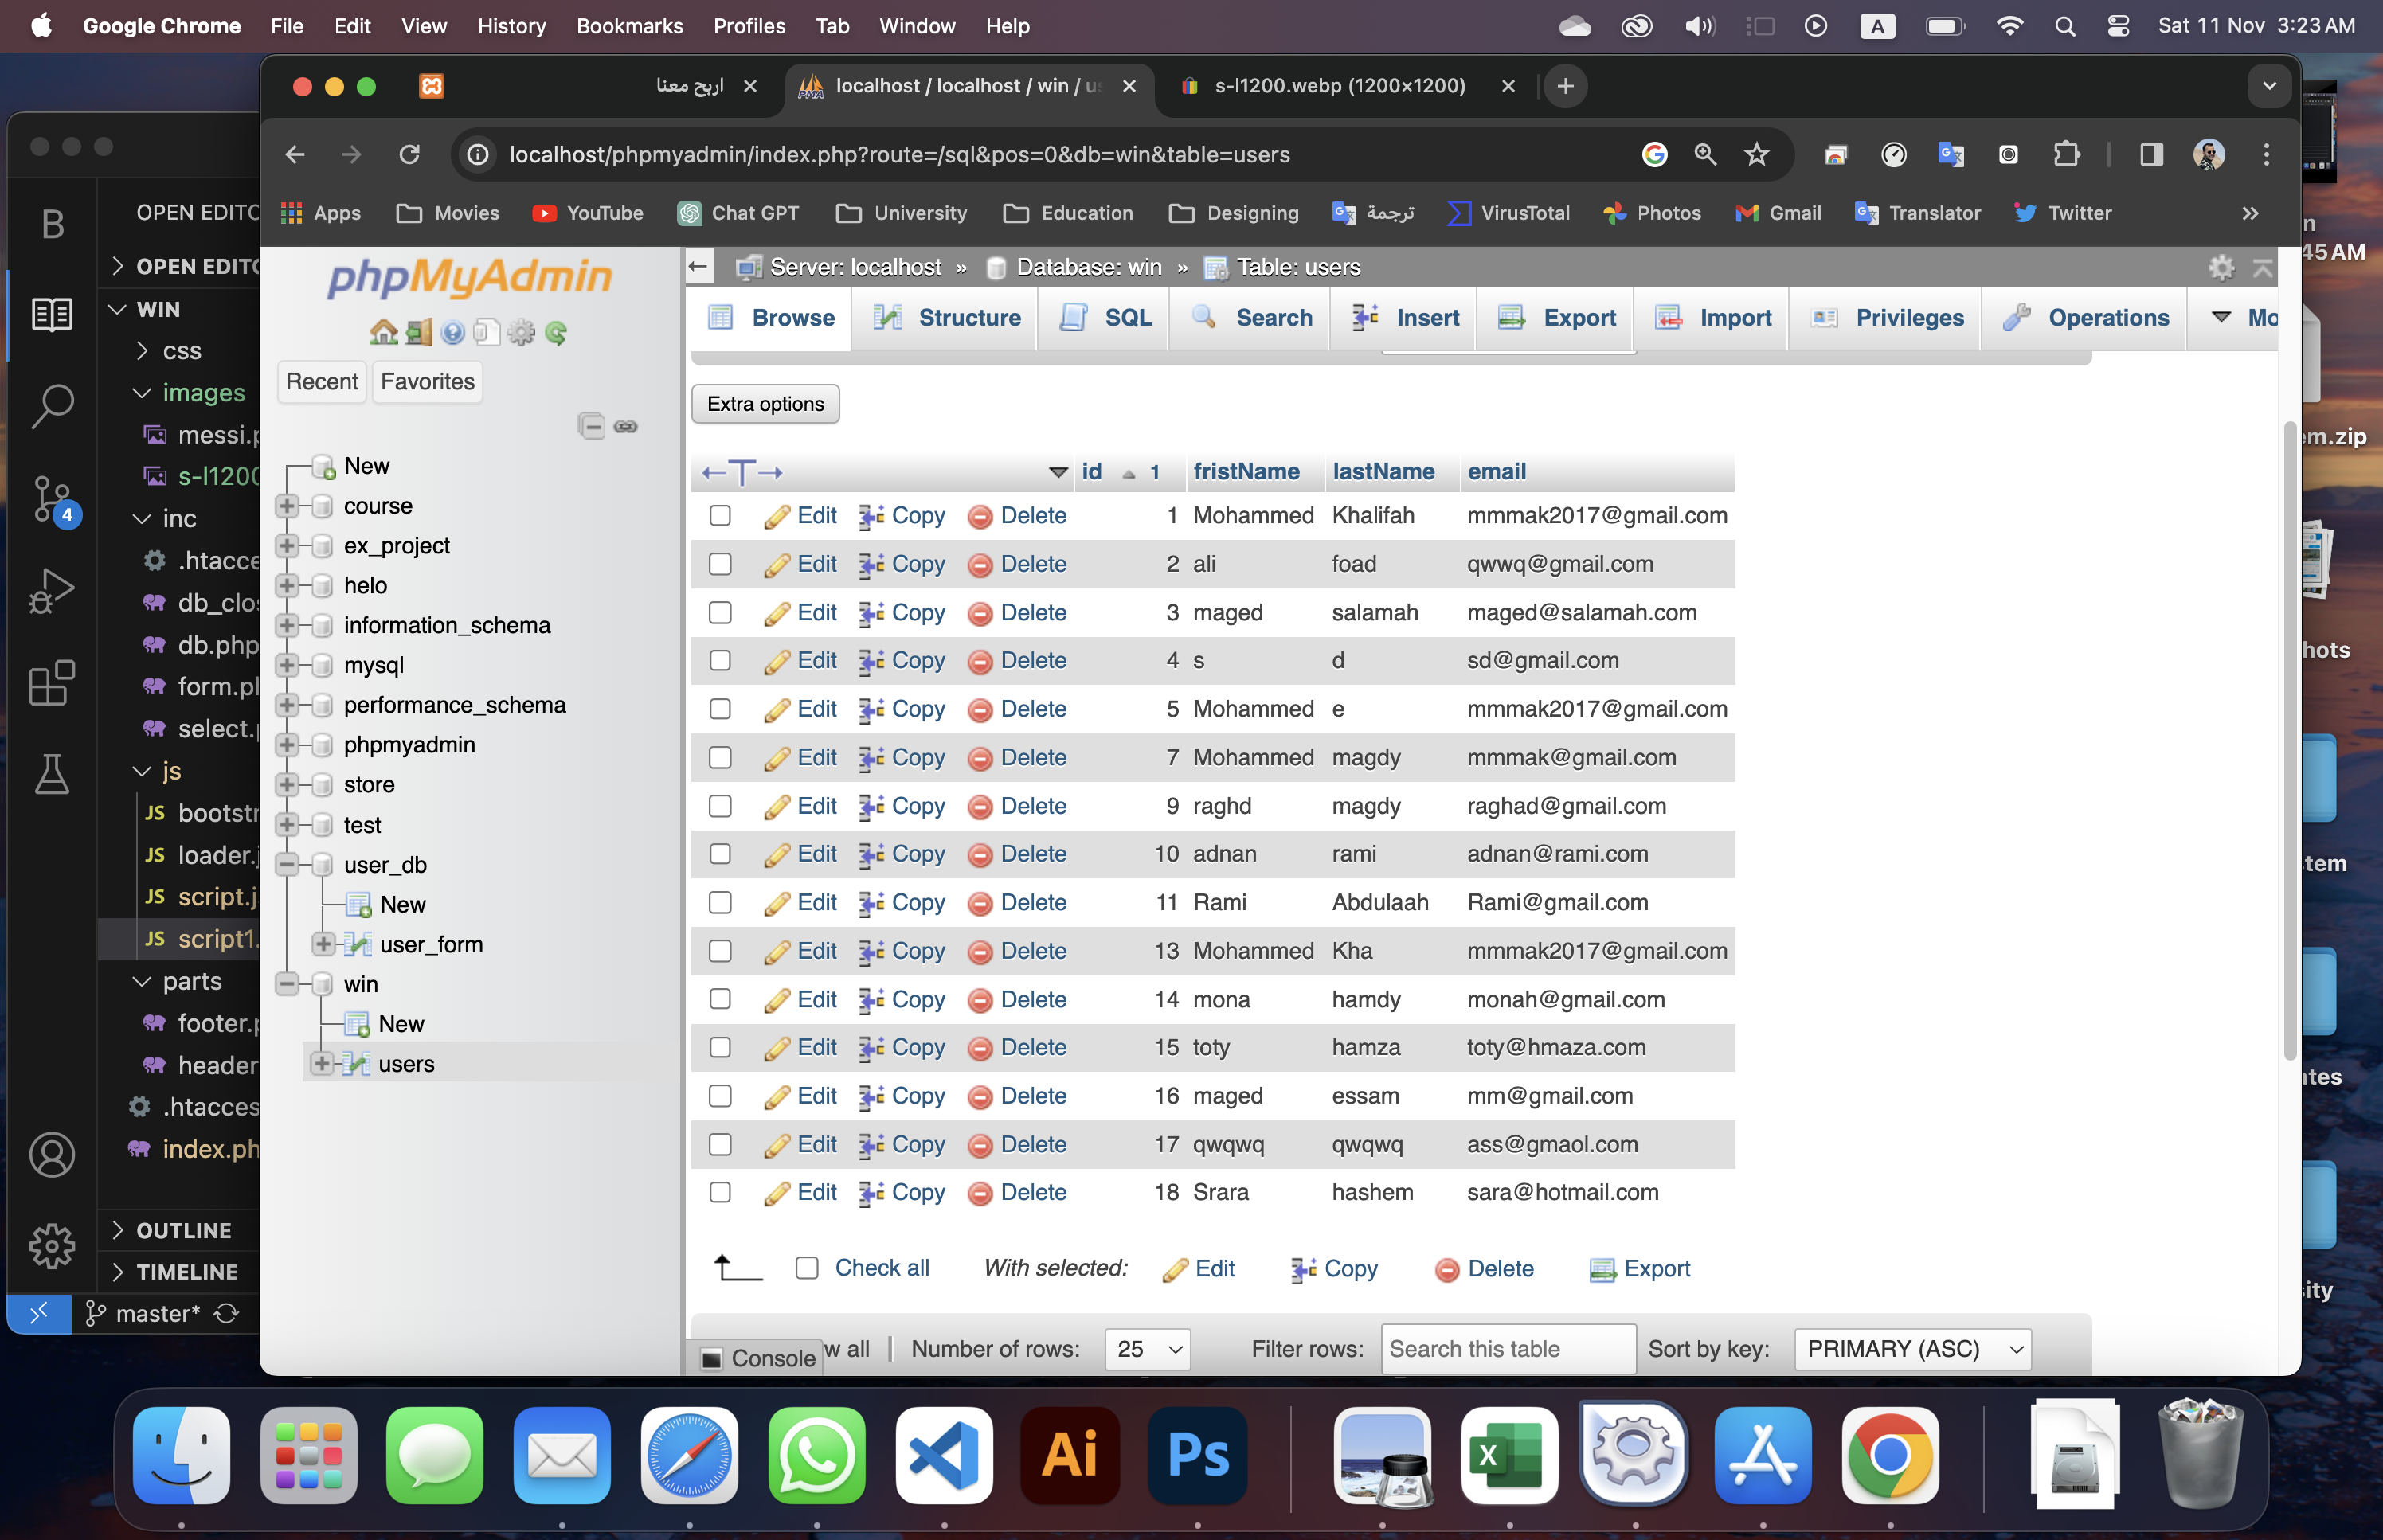 Google Chrome File Edit View History Bookmarks Profiles Tab Window Help A Sat 11 Nov 3:23 AM
اربح معنا
localhost / localhost / win / us
s-l1200.webp (1200×1200)
localhost/phpmyadmin/index.php?route=/sql&pos=0&db=win&table=users
Apps Movies YouTube Chat GPT University Education Designing ترجمة VirusTotal Photos Gmail Translator Twitter
B
4
OPEN EDITO
OPEN EDITO
WIN
css
images
messi.p
s-l1200
inc
.htacce
db_clos
db.php
form.ph
select.p
js
JS bootstr
JS loader.j
JS script.j
JS script1.
parts
footer.p
header
.htacces
index.ph
OUTLINE
TIMELINE
master*
phpMyAdmin
Recent Favorites
New
course
ex_project
helo
information_schema
mysql
performance_schema
phpmyadmin
store
test
user_db
New
user_form
win
New
users
Server: localhost » Database: win » Table: users
Browse Structure SQL Search Insert Export Import Privileges Operations Mo
Extra options
←T→ id 1 fristName lastName email
Edit Copy Delete 1 Mohammed Khalifah mmmak2017@gmail.com
Edit Copy Delete 2 ali foad qwwq@gmail.com
Edit Copy Delete 3 maged salamah maged@salamah.com
Edit Copy Delete 4 s d sd@gmail.com
Edit Copy Delete 5 Mohammed e mmmak2017@gmail.com
Edit Copy Delete 7 Mohammed magdy mmmak@gmail.com
Edit Copy Delete 9 raghd magdy raghad@gmail.com
Edit Copy Delete 10 adnan rami adnan@rami.com
Edit Copy Delete 11 Rami Abdulaah Rami@gmail.com
Edit Copy Delete 13 Mohammed Kha mmmak2017@gmail.com
Edit Copy Delete 14 mona hamdy monah@gmail.com
Edit Copy Delete 15 toty hamza toty@hmaza.com
Edit Copy Delete 16 maged essam mm@gmail.com
Edit Copy Delete 17 qwqwq qwqwq ass@gmaol.com
Edit Copy Delete 18 Srara hashem sara@hotmail.com
Check all With selected: Edit Copy Delete Export
Console w all Number of rows: 25 Filter rows: Search this table Sort by key: PRIMARY (ASC)
n
45 AM
em.zip
hots
tem
ates
ity
Ai Ps X